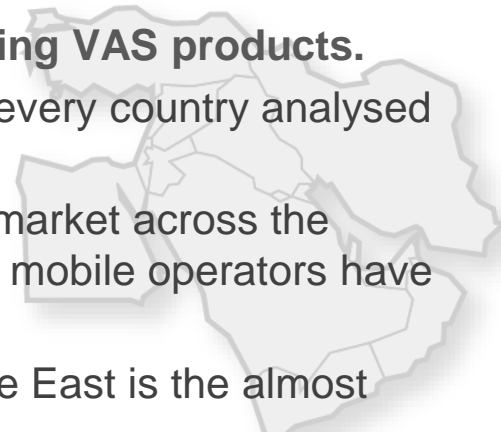 ing VAS products.
every country analysed
market across the
mobile operators have
e East is the almost